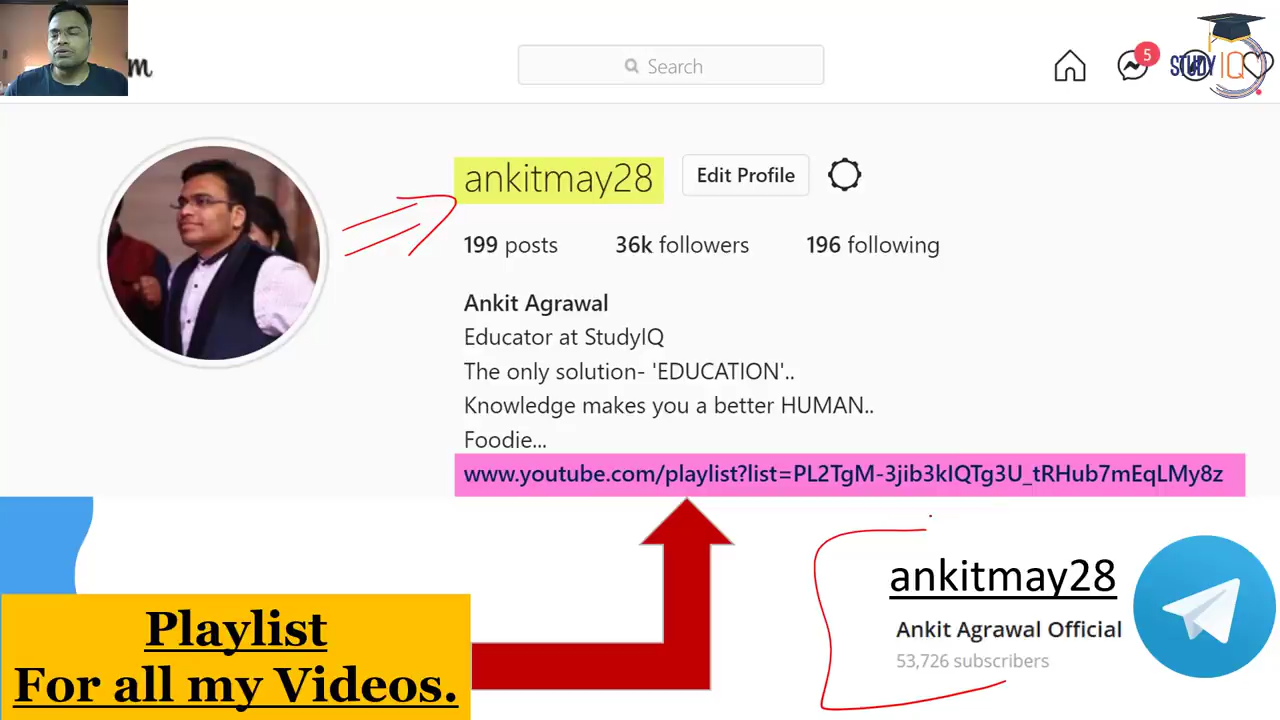 m
Search
5
STUDY IQ
ankitmay28
Edit Profile
199 posts 36k followers 196 following
Ankit Agrawal
Educator at StudyIQ
The only solution- 'EDUCATION'..
Knowledge makes you a better HUMAN..
Foodie...
www.youtube.com/playlist?list=PL2TgM-3jib3kIQTg3U_tRHub7mEqLMy8z
ankitmay28
Ankit Agrawal Official
53,726 subscribers
Playlist
For all my Videos.